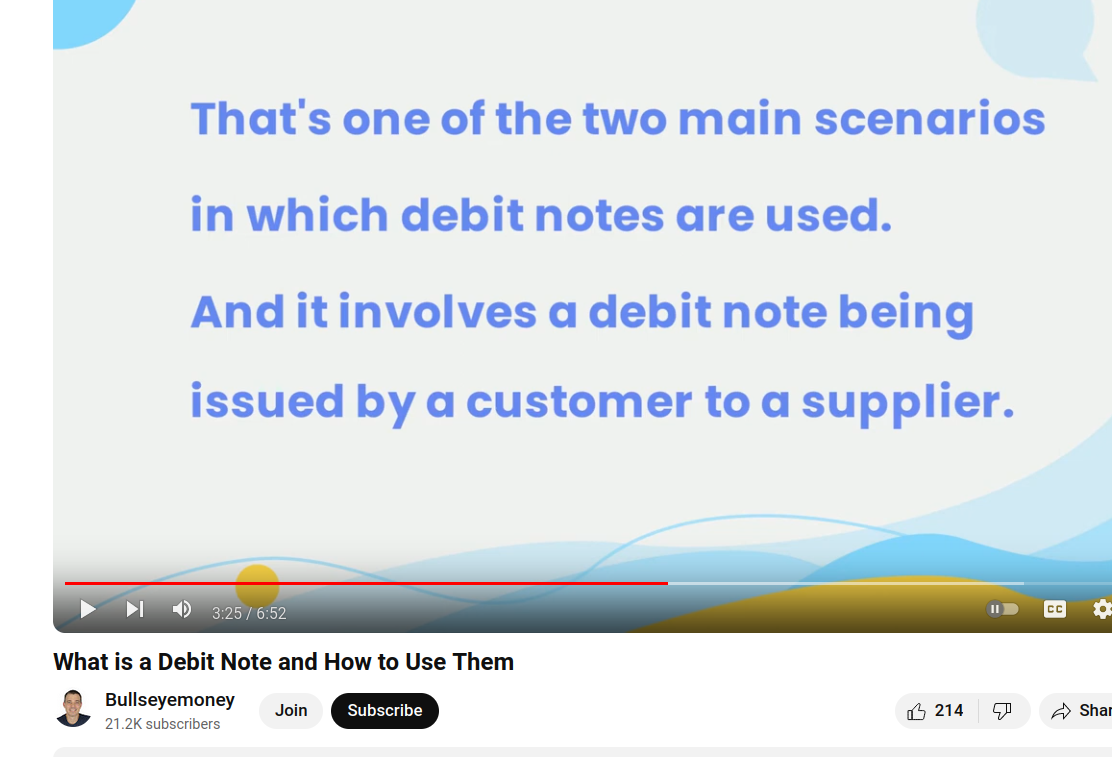 That's one of the two main scenarios
in which debit notes are used.
And it involves a debit note being
issued by a customer to a supplier.
3:25 / 6:52
CC
What is a Debit Note and How to Use Them
Bullseyemoney
21.2K subscribers
Join
Subscribe
214
Shar